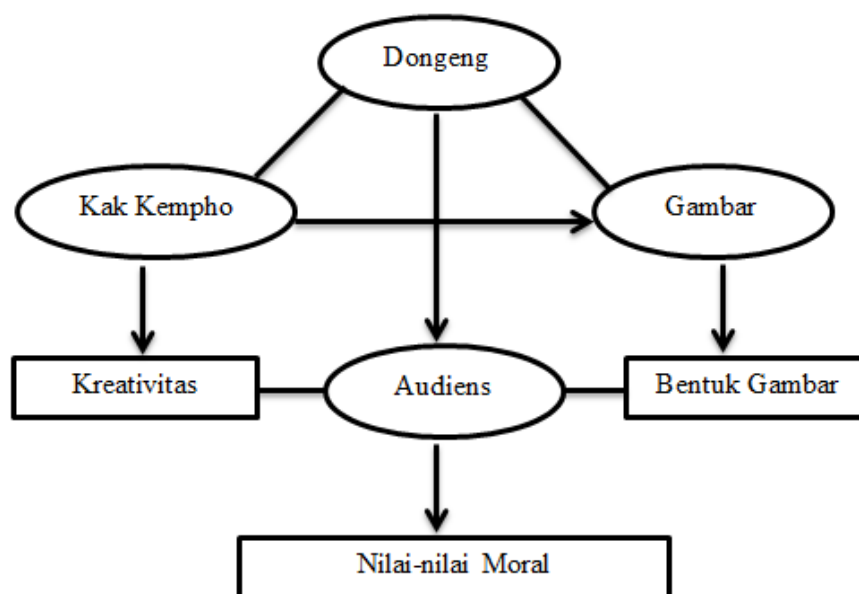 Dongeng
Kak Kempho
Gambar
Kreativitas
Audiens
Bentuk Gambar
Nilai-nilai Moral